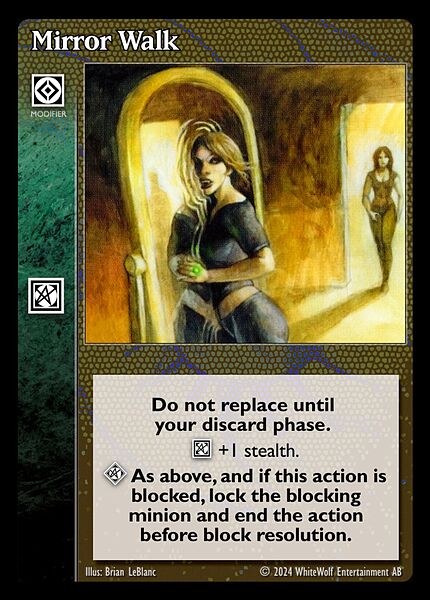 Mirror Walk
MODIFIER
Do not replace until
your discard phase.
+1 stealth.
As above, and if this action is
blocked, lock the blocking
minion and end the action
before block resolution.
Illus: Brian LeBlanc © 2024 WhiteWolf Entertainment AB